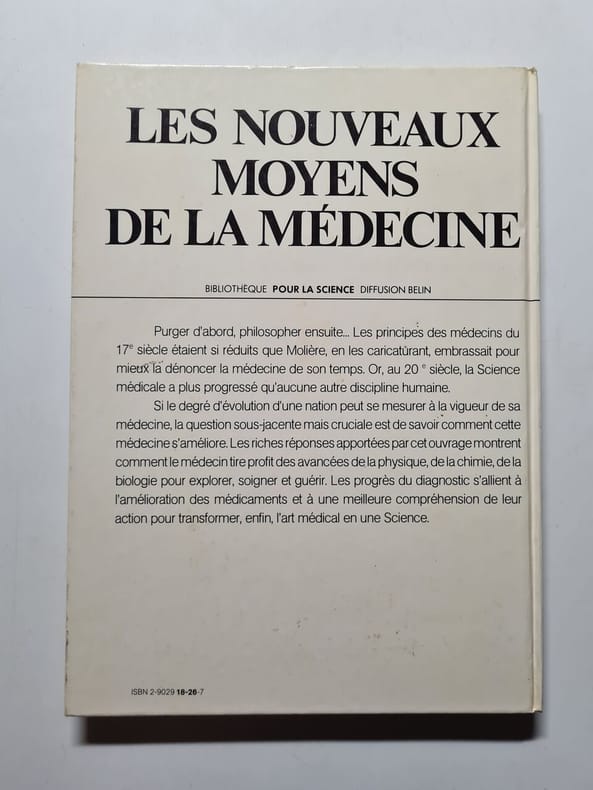 LES NOUVEAUX
MOYENS
DE LA MÉDECINE
BIBLIOTHÈQUE POUR LA SCIENCE DIFFUSION BELIN
Purger d'abord, philosopher ensuite... Les principes des médecins du
17e siècle étaient si réduits que Molière, en les caricaturant, embrassait pour
mieux la dénoncer la médecine de son temps. Or, au 20 e siècle, la Science
médicale a plus progressé qu'aucune autre discipline humaine.
Si le degré d'évolution d'une nation peut se mesurer à la vigueur de sa
médecine, la question sous-jacente mais cruciale est de savoir comment cette
médecine s'améliore. Les riches réponses apportées par cet ouvrage montrent
comment le médecin tire profit des avancées de la physique, de la chimie, de la
biologie pour explorer, soigner et guérir. Les progrès du diagnostic s'allient à
l'amélioration des médicaments et à une meilleure compréhension de leur
action pour transformer, enfin, l'art médical en une Science.
ISBN 2-9029 18-26-7